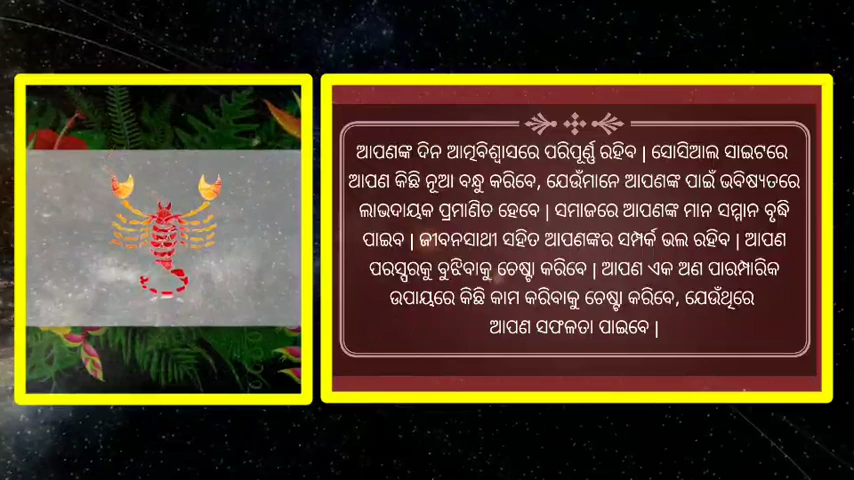 ଆପଣଙ୍କ ଦିନ ଆତ୍ମବିଶ୍ୱାସରେ ପରିପୂର୍ଣ୍ଣ ରହିବ | ସୋସିଆଲ ସାଇଟରେ
ଆପଣ କିଛି ନୂଆ ବନ୍ଧୁ କରିବେ, ଯେଉଁମାନେ ଆପଣଙ୍କ ପାଇଁ ଭବିଷ୍ୟତରେ
ଲାଭଦାୟକ ପ୍ରମାଣିତ ହେବେ | ସମାଜରେ ଆପଣଙ୍କ ମାନ ସମ୍ମାନ ବୃଦ୍ଧି
ପାଇବ | ଜୀବନସାଥୀ ସହିତ ଆପଣଙ୍କର ସମ୍ପର୍କ ଭଲ ରହିବ | ଆପଣ
ପରସ୍ପରକୁ ବୁଝିବାକୁ ଚେଷ୍ଟା କରିବେ | ଆପଣ ଏକ ଅଣ ପାରମ୍ପାରିକ
ଉପାୟରେ କିଛି କାମ କରିବାକୁ ଚେଷ୍ଟା କରିବେ, ଯେଉଁଥିରେ
ଆପଣ ସଫଳତା ପାଇବେ |